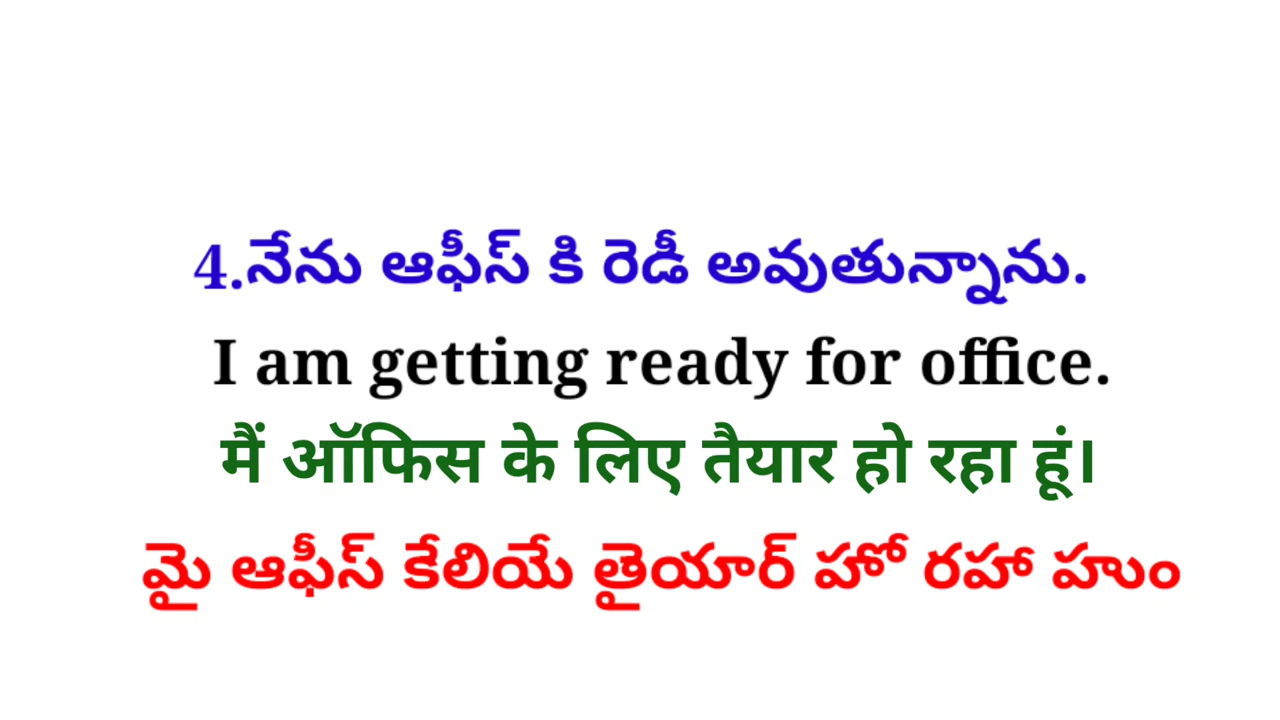 4.నేను ఆఫీస్ కి రెడీ అవుతున్నాను.
I am getting ready for office.
मैं ऑफिस के लिए तैयार हो रहा हूं।
మై ఆఫీస్ కేలియే తైయార్ హో రహా హుం